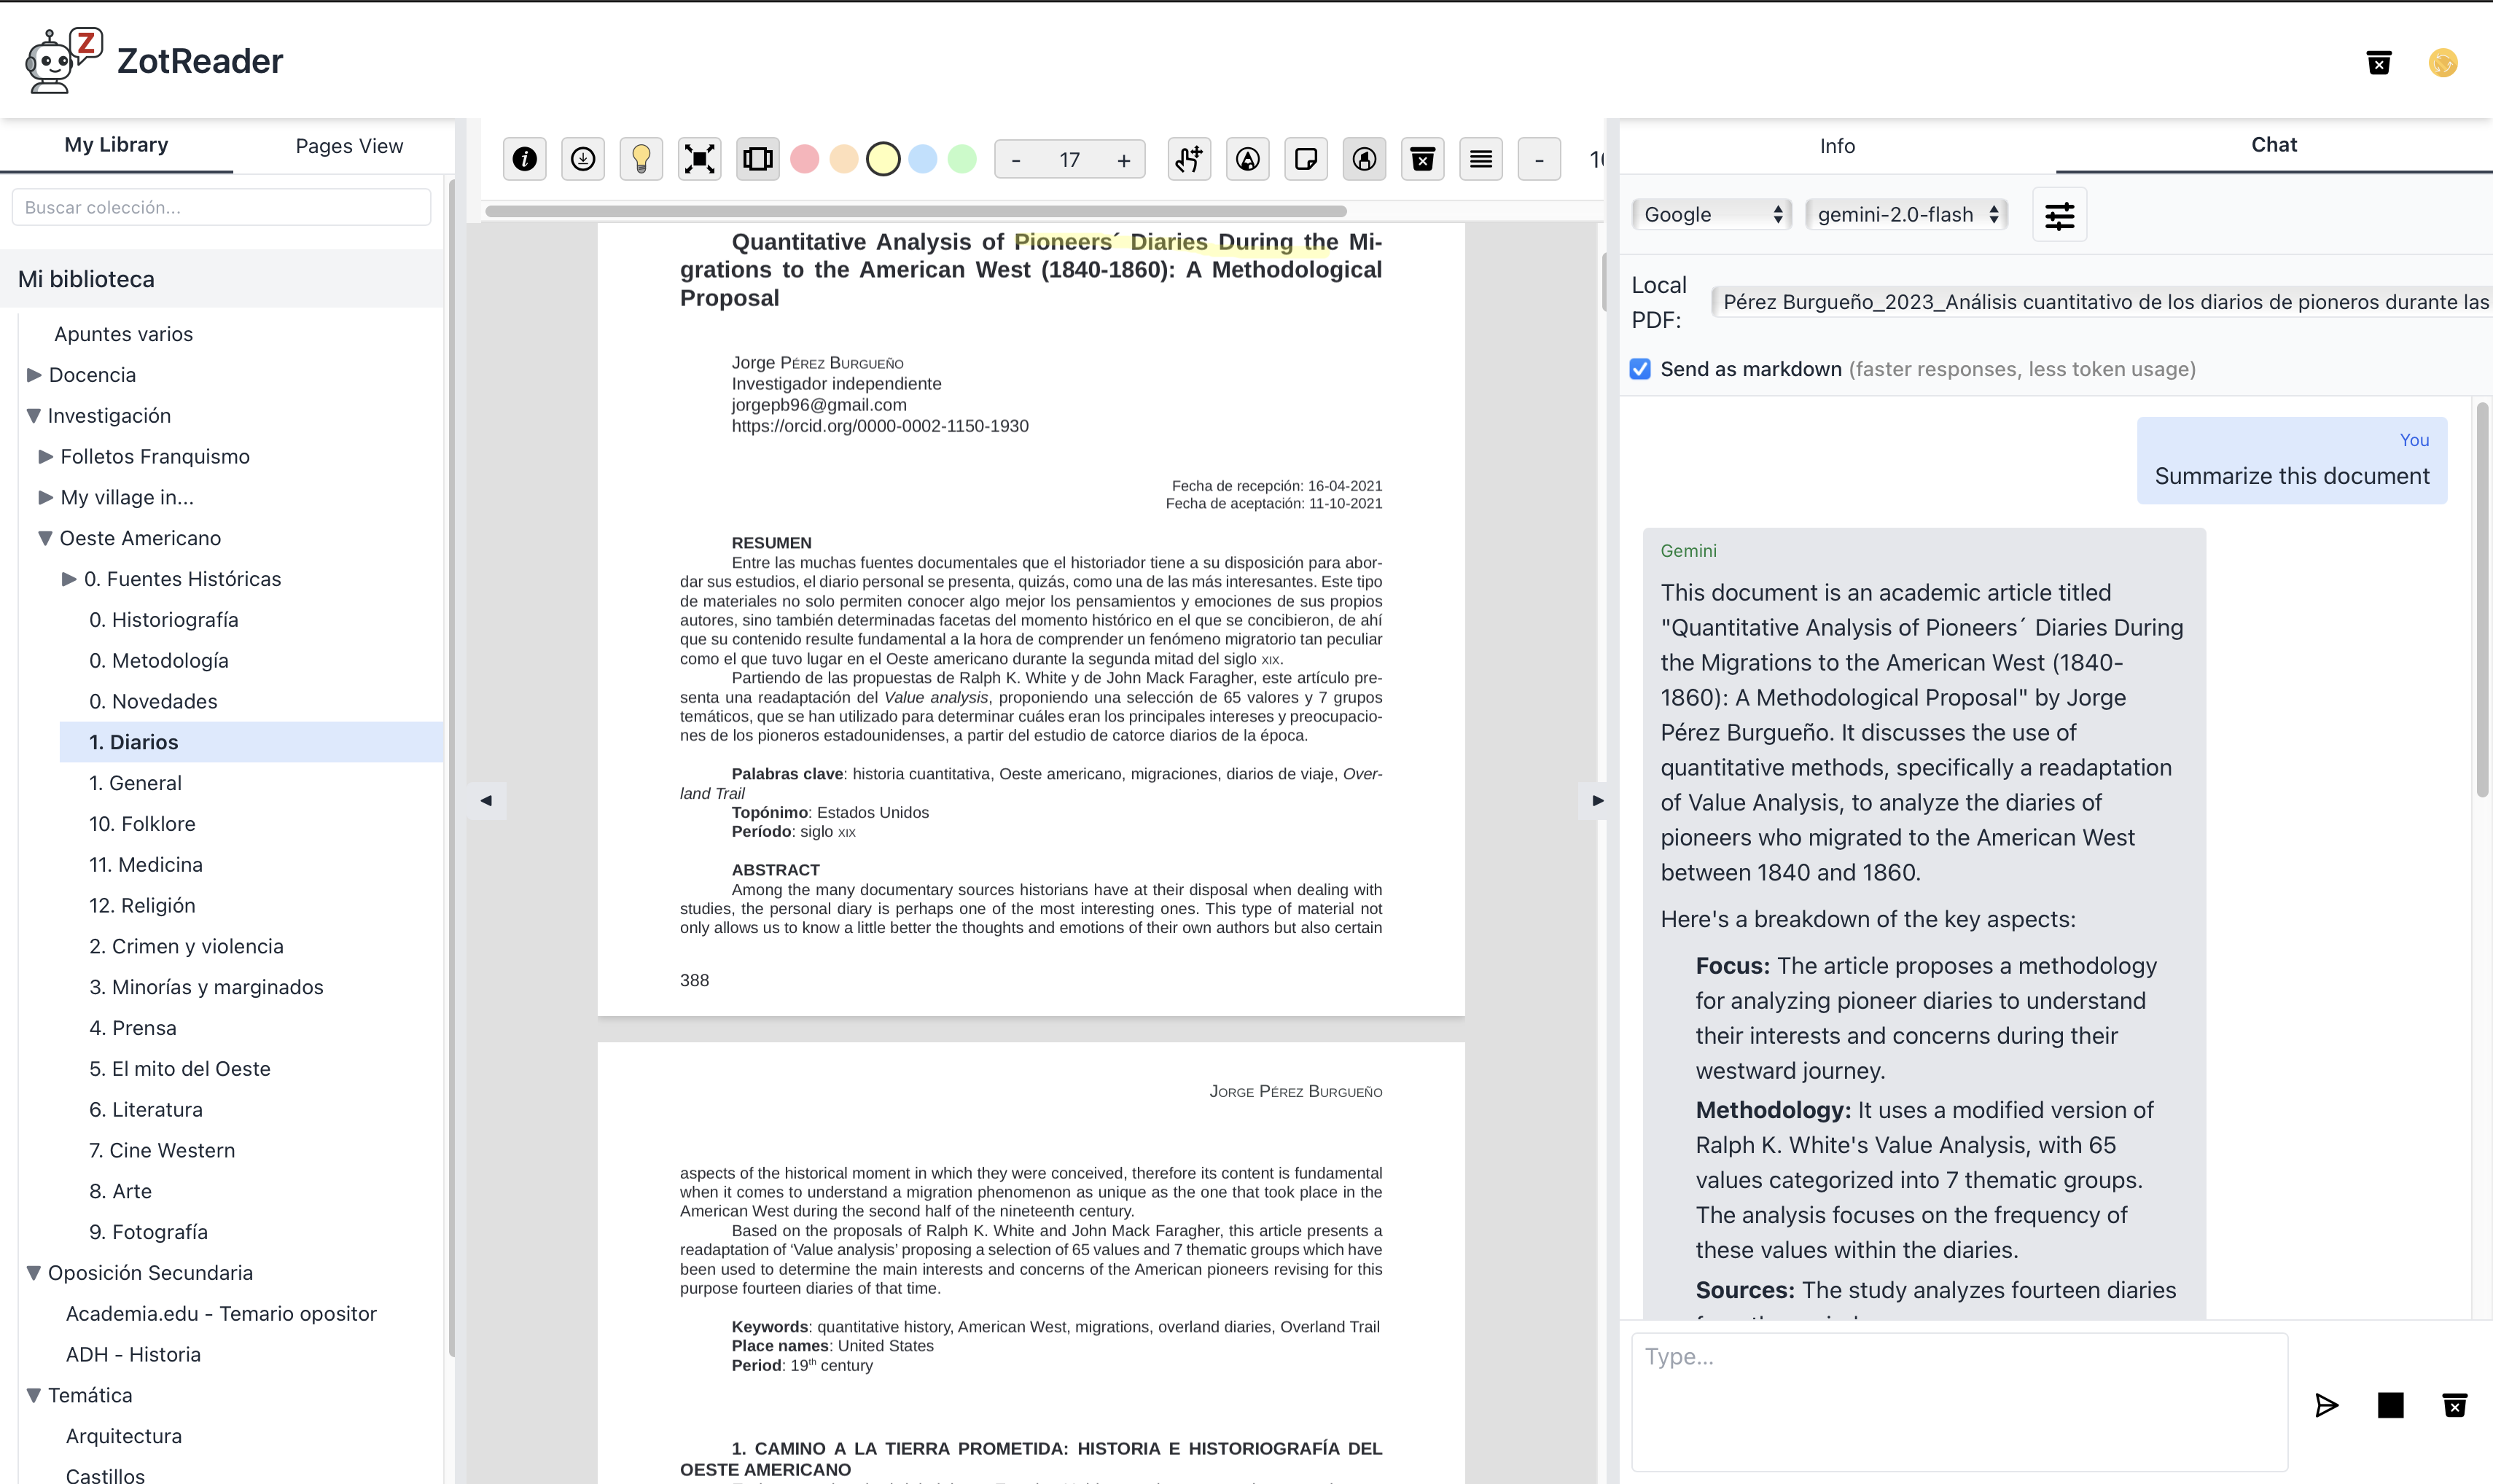 Z
ZotReader
My Library
Pages View
Buscar colección...
Mi biblioteca
Apuntes varios
Docencia
Investigación
Folletos Franquismo
My village in...
Oeste Americano
0. Fuentes Históricas
0. Historiografía
0. Metodología
0. Novedades
1. Diarios
1. General
10. Folklore
11. Medicina
12. Religión
2. Crimen y violencia
3. Minorías y marginados
4. Prensa
5. El mito del Oeste
6. Literatura
7. Cine Western
8. Arte
9. Fotografía
Oposición Secundaria
Academia.edu - Temario opositor
ADH - Historia
Temática
Arquitectura
Castillos
- 17 +
-
Quantitative Analysis of Pioneers´ Diaries During the Mi-
grations to the American West (1840-1860): A Methodological
Proposal
Jorge PÉREZ BURGUEÑO
Investigador independiente
jorgepb96@gmail.com
https://orcid.org/0000-0002-1150-1930
Fecha de recepción: 16-04-2021
Fecha de aceptación: 11-10-2021
RESUMEN
Entre las muchas fuentes documentales que el historiador tiene a su disposición para abor-
dar sus estudios, el diario personal se presenta, quizás, como una de las más interesantes. Este tipo
de materiales no solo permiten conocer algo mejor los pensamientos y emociones de sus propios
autores, sino también determinadas facetas del momento histórico en el que se concibieron, de ahí
que su contenido resulte fundamental a la hora de comprender un fenómeno migratorio tan peculiar
como el que tuvo lugar en el Oeste americano durante la segunda mitad del siglo XIX.
Partiendo de las propuestas de Ralph K. White y de John Mack Faragher, este artículo pre-
senta una readaptación del Value analysis, proponiendo una selección de 65 valores y 7 grupos
temáticos, que se han utilizado para determinar cuáles eran los principales intereses y preocupacio-
nes de los pioneros estadounidenses, a partir del estudio de catorce diarios de la época.
Palabras clave: historia cuantitativa, Oeste americano, migraciones, diarios de viaje, Over-
land Trail
Topónimo: Estados Unidos
Período: siglo XIX
ABSTRACT
Among the many documentary sources historians have at their disposal when dealing with
studies, the personal diary is perhaps one of the most interesting ones. This type of material not
only allows us to know a little better the thoughts and emotions of their own authors but also certain
388
JORGE PÉREZ BURGUEÑO
aspects of the historical moment in which they were conceived, therefore its content is fundamental
when it comes to understand a migration phenomenon as unique as the one that took place in the
American West during the second half of the nineteenth century.
Based on the proposals of Ralph K. White and John Mack Faragher, this article presents a
readaptation of ‘Value analysis’ proposing a selection of 65 values and 7 thematic groups which have
been used to determine the main interests and concerns of the American pioneers revising for this
purpose fourteen diaries of that time.
Keywords: quantitative history, American West, migrations, overland diaries, Overland Trail
Place names: United States
Period: 19th century
1. CAMINO A LA TIERRA PROMETIDA: HISTORIA E HISTORIOGRAFÍA DEL
OESTE AMERICANO
Info
Chat
Google
gemini-2.0-flash
Local
PDF:
Pérez Burgueño_2023_Análisis cuantitativo de los diarios de pioneros durante las
Send as markdown (faster responses, less token usage)
You
Summarize this document
Gemini
This document is an academic article titled
"Quantitative Analysis of Pioneers´ Diaries During
the Migrations to the American West (1840-
1860): A Methodological Proposal" by Jorge
Pérez Burgueño. It discusses the use of
quantitative methods, specifically a readaptation
of Value Analysis, to analyze the diaries of
pioneers who migrated to the American West
between 1840 and 1860.
Here's a breakdown of the key aspects:
Focus: The article proposes a methodology
for analyzing pioneer diaries to understand
their interests and concerns during their
westward journey.
Methodology: It uses a modified version of
Ralph K. White's Value Analysis, with 65
values categorized into 7 thematic groups.
The analysis focuses on the frequency of
these values within the diaries.
Sources: The study analyzes fourteen diaries
Type...